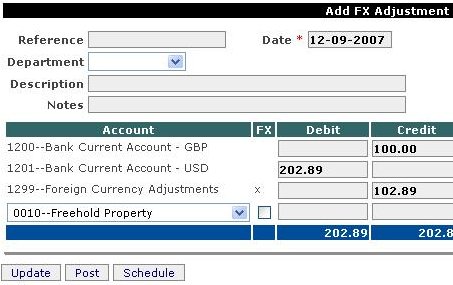 Add FX Adjustment
Reference Date * 12-09-2007
Department
Description
Notes
Account FX Debit Credit
1200--Bank Current Account - GBP 100.00
1201--Bank Current Account - USD 202.89
1299--Foreign Currency Adjustments x 102.89
0010--Freehold Property
202.89 202.8
Update Post Schedule